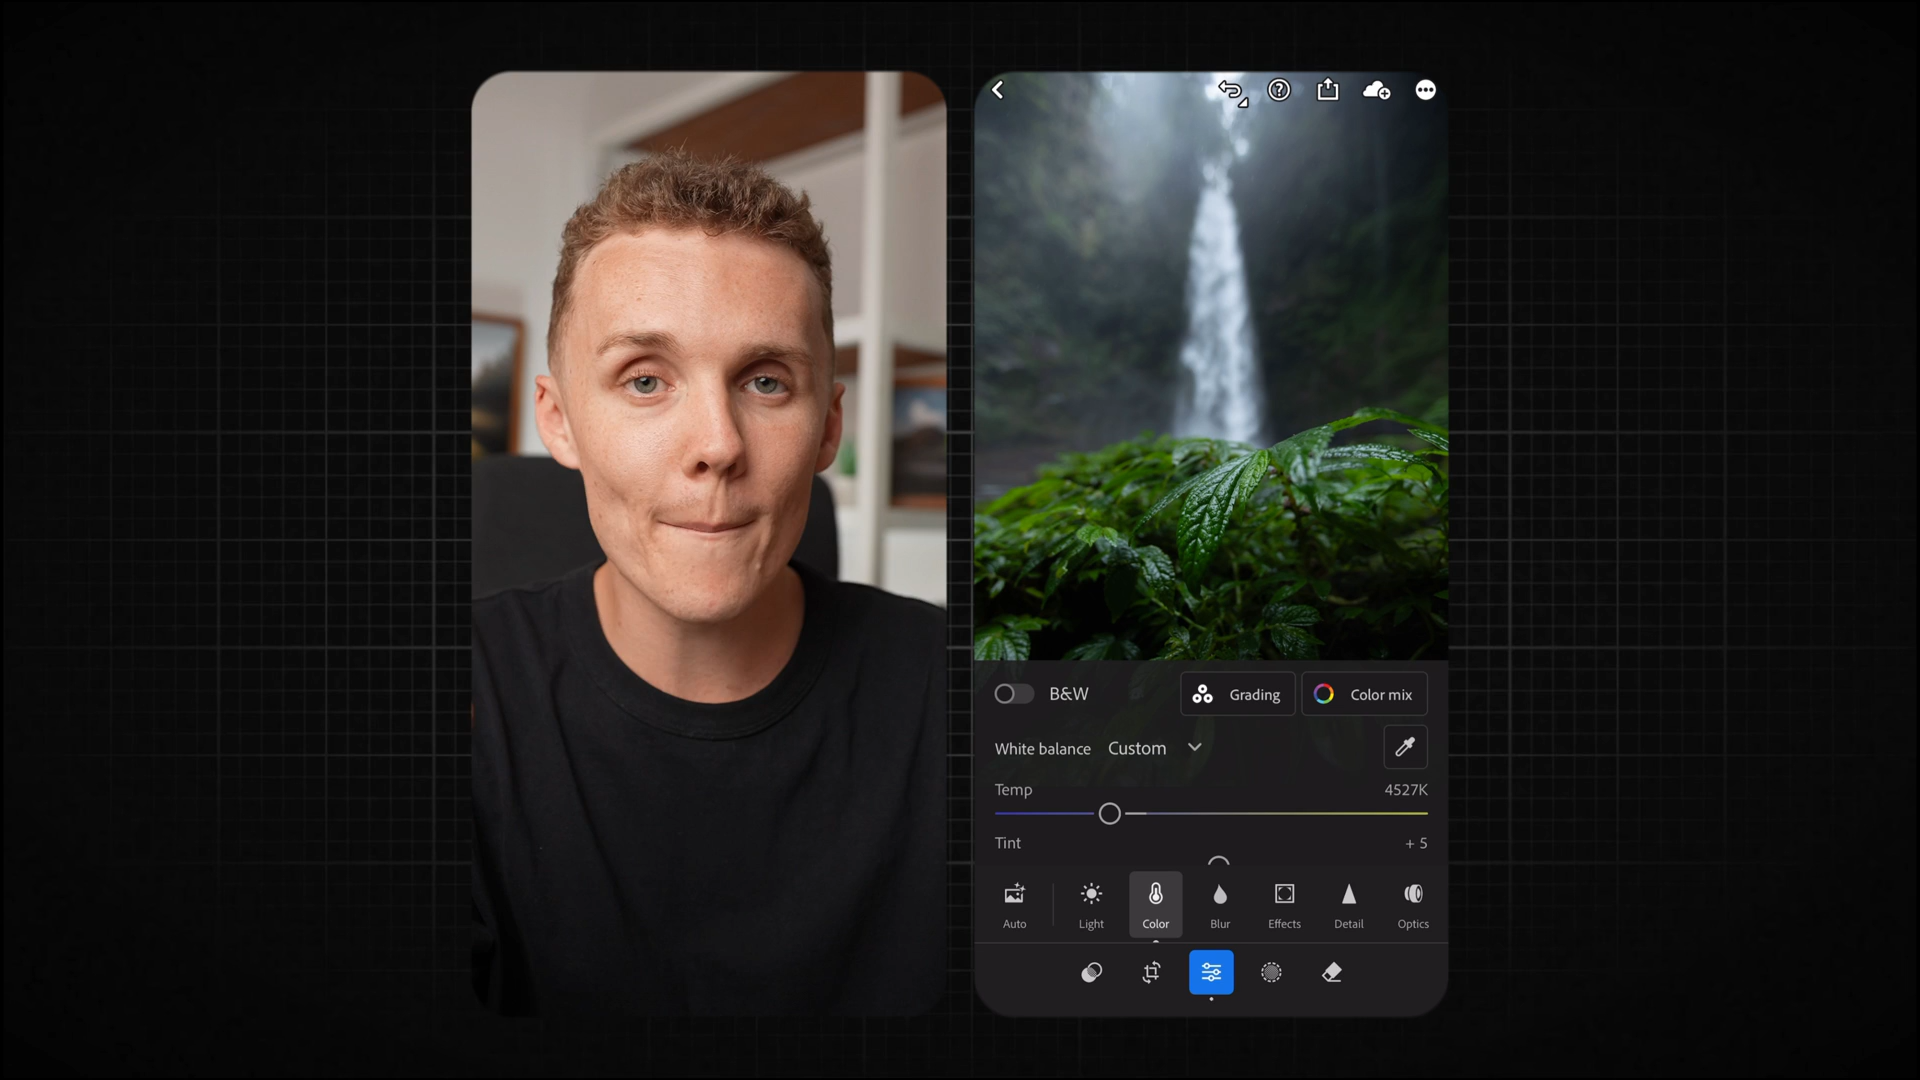 B&W
Grading
Color mix
White balance Custom
Temp 4527K
Tint + 5
Auto Light Color Blur Effects Detail Optics